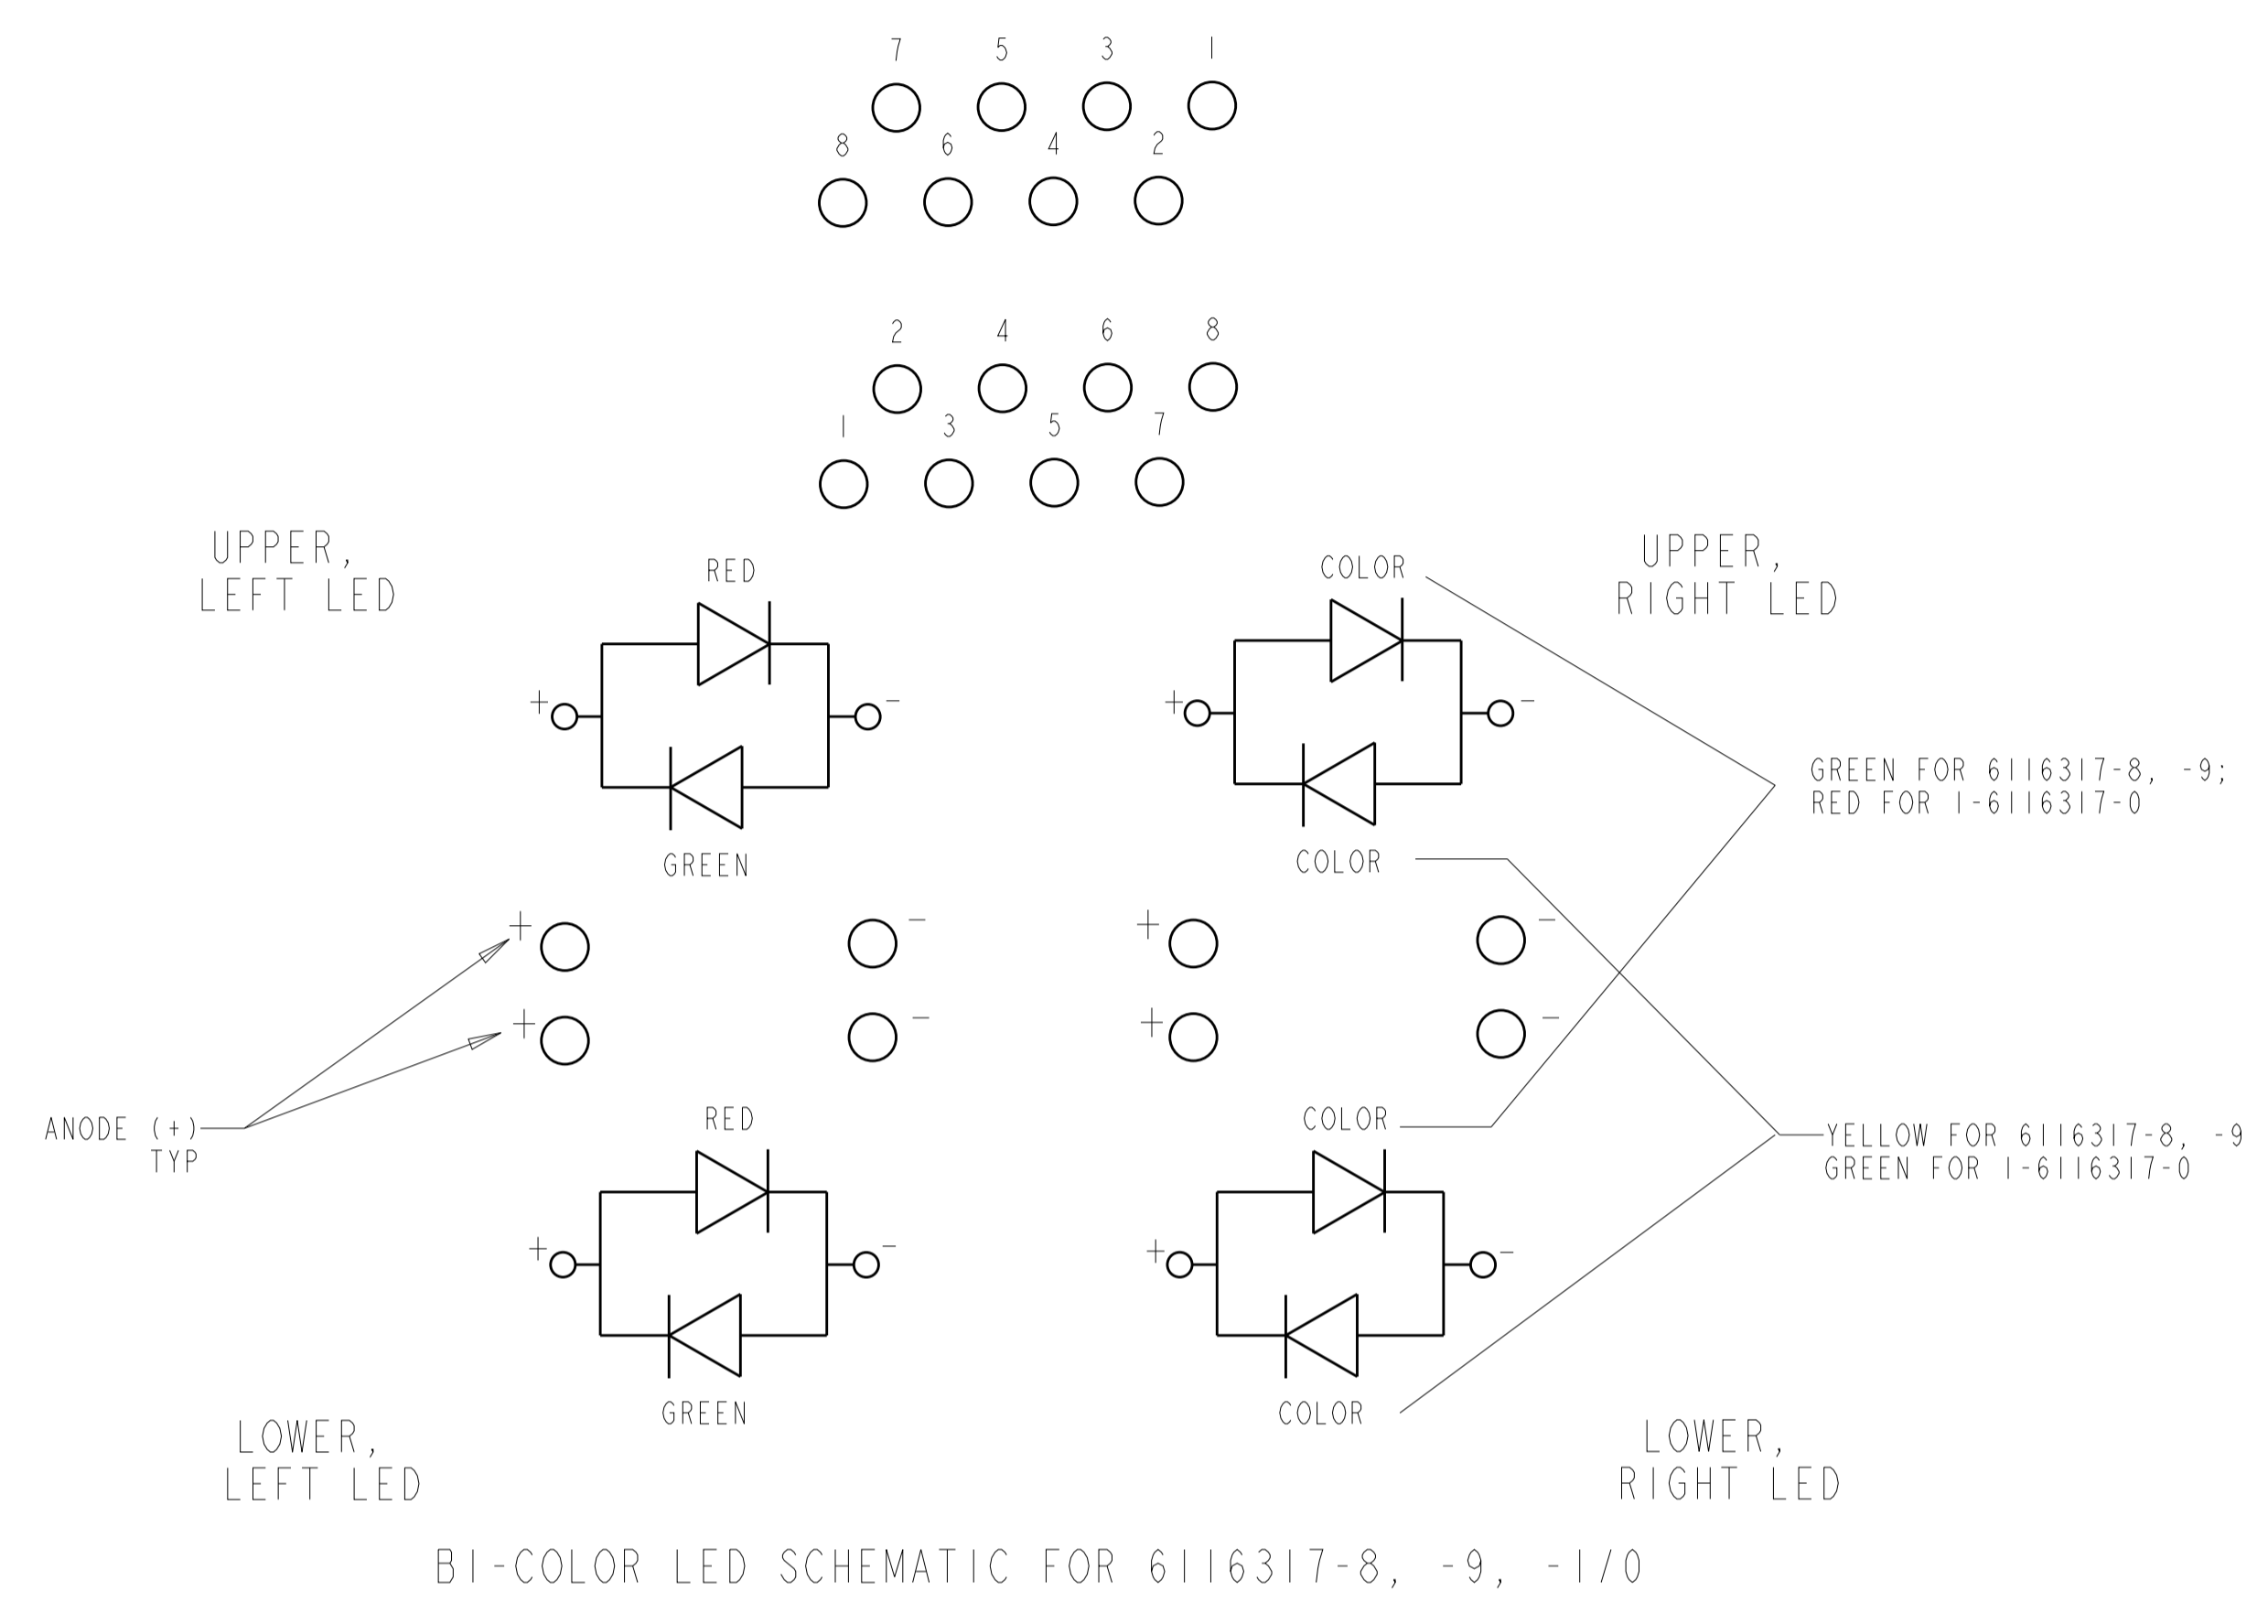 7 5 3 1
8 6 4 2
2 4 6 8
1 3 5 7
UPPER,
LEFT LED
RED
COLOR
UPPER,
RIGHT LED
+ -
+ -
GREEN FOR 6116317-8, -9;
RED FOR 1-6116317-0
GREEN
COLOR
+ - + -
+ - + -
ANODE (+)
TYP
RED
COLOR
YELLOW FOR 6116317-8, -9
GREEN FOR 1-6116317-0
+ -
+ -
GREEN
COLOR
LOWER,
LEFT LED
LOWER,
RIGHT LED
BI-COLOR LED SCHEMATIC FOR 6116317-8, -9, -1/0